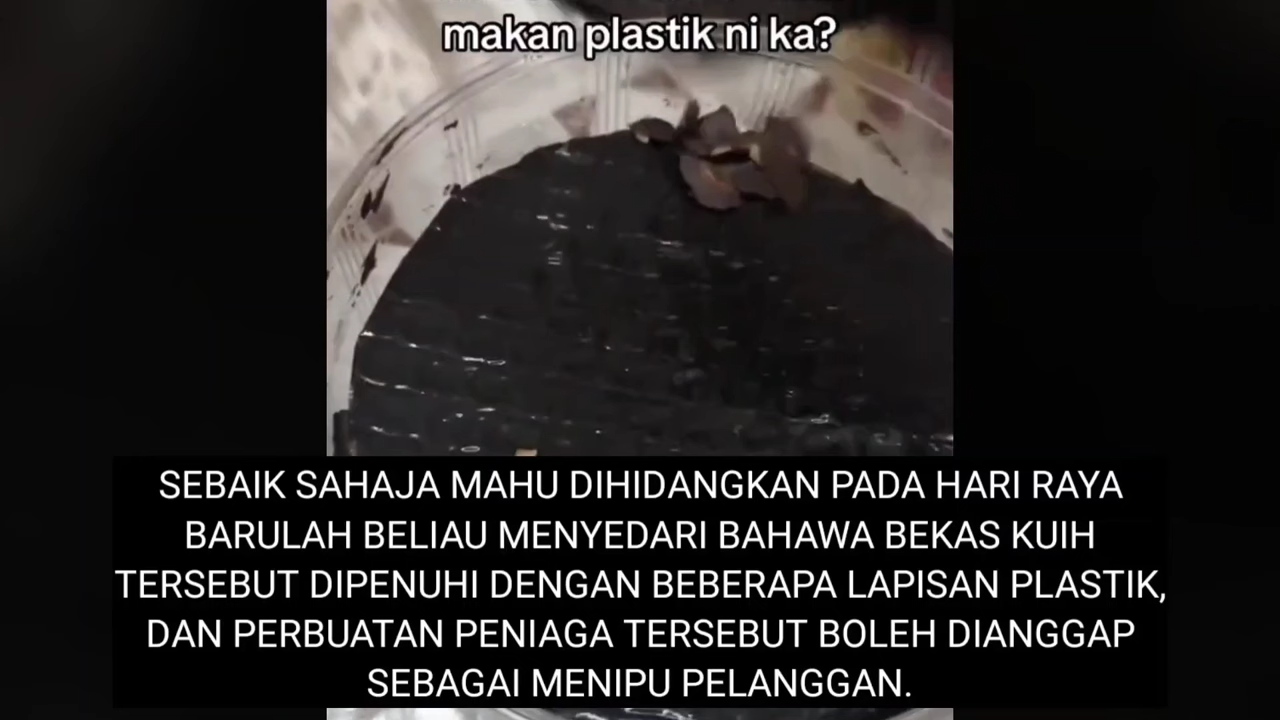 makan plastik ni ka?
SEBAIK SAHAJA MAHU DIHIDANGKAN PADA HARI RAYA
BARULAH BELIAU MENYEDARI BAHAWA BEKAS KUIH
TERSEBUT DIPENUHI DENGAN BEBERAPA LAPISAN PLASTIK,
DAN PERBUATAN PENIAGA TERSEBUT BOLEH DIANGGAP
SEBAGAI MENIPU PELANGGAN.